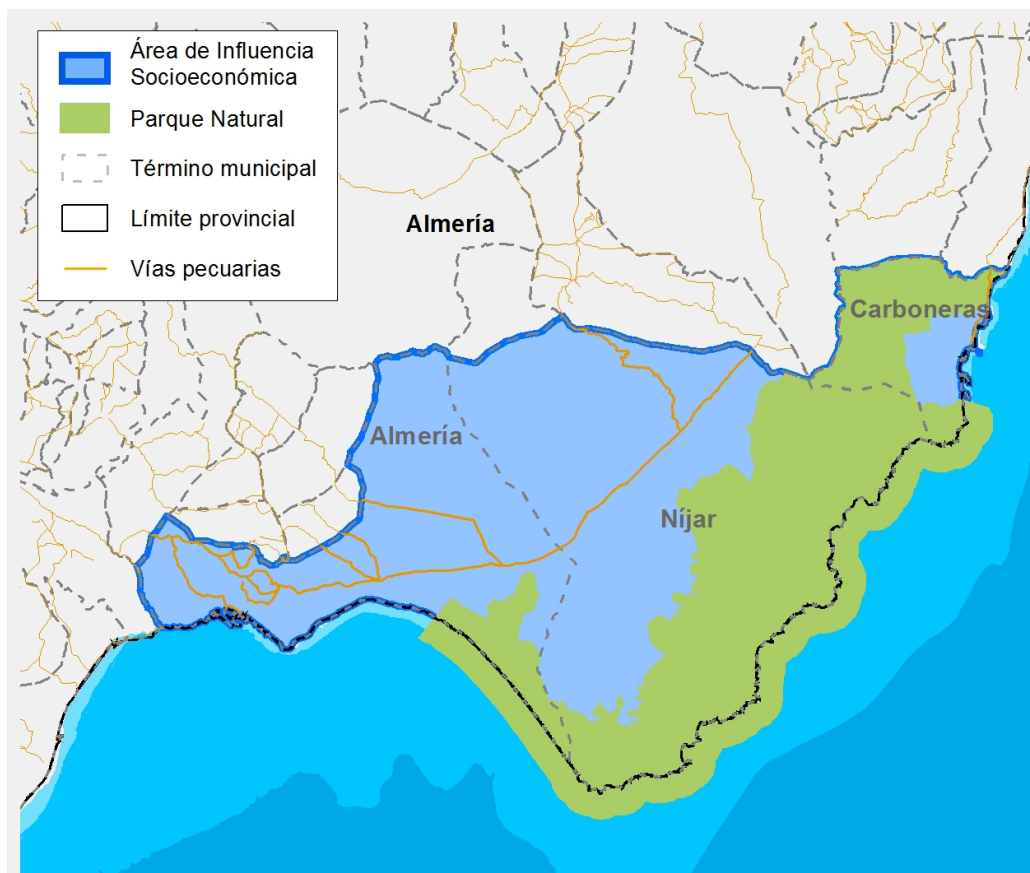 Área de Influencia
Socioeconómica
Parque Natural
Término municipal
Límite provincial
Vías pecuarias
Almería
Carboneras
Almería
Níjar